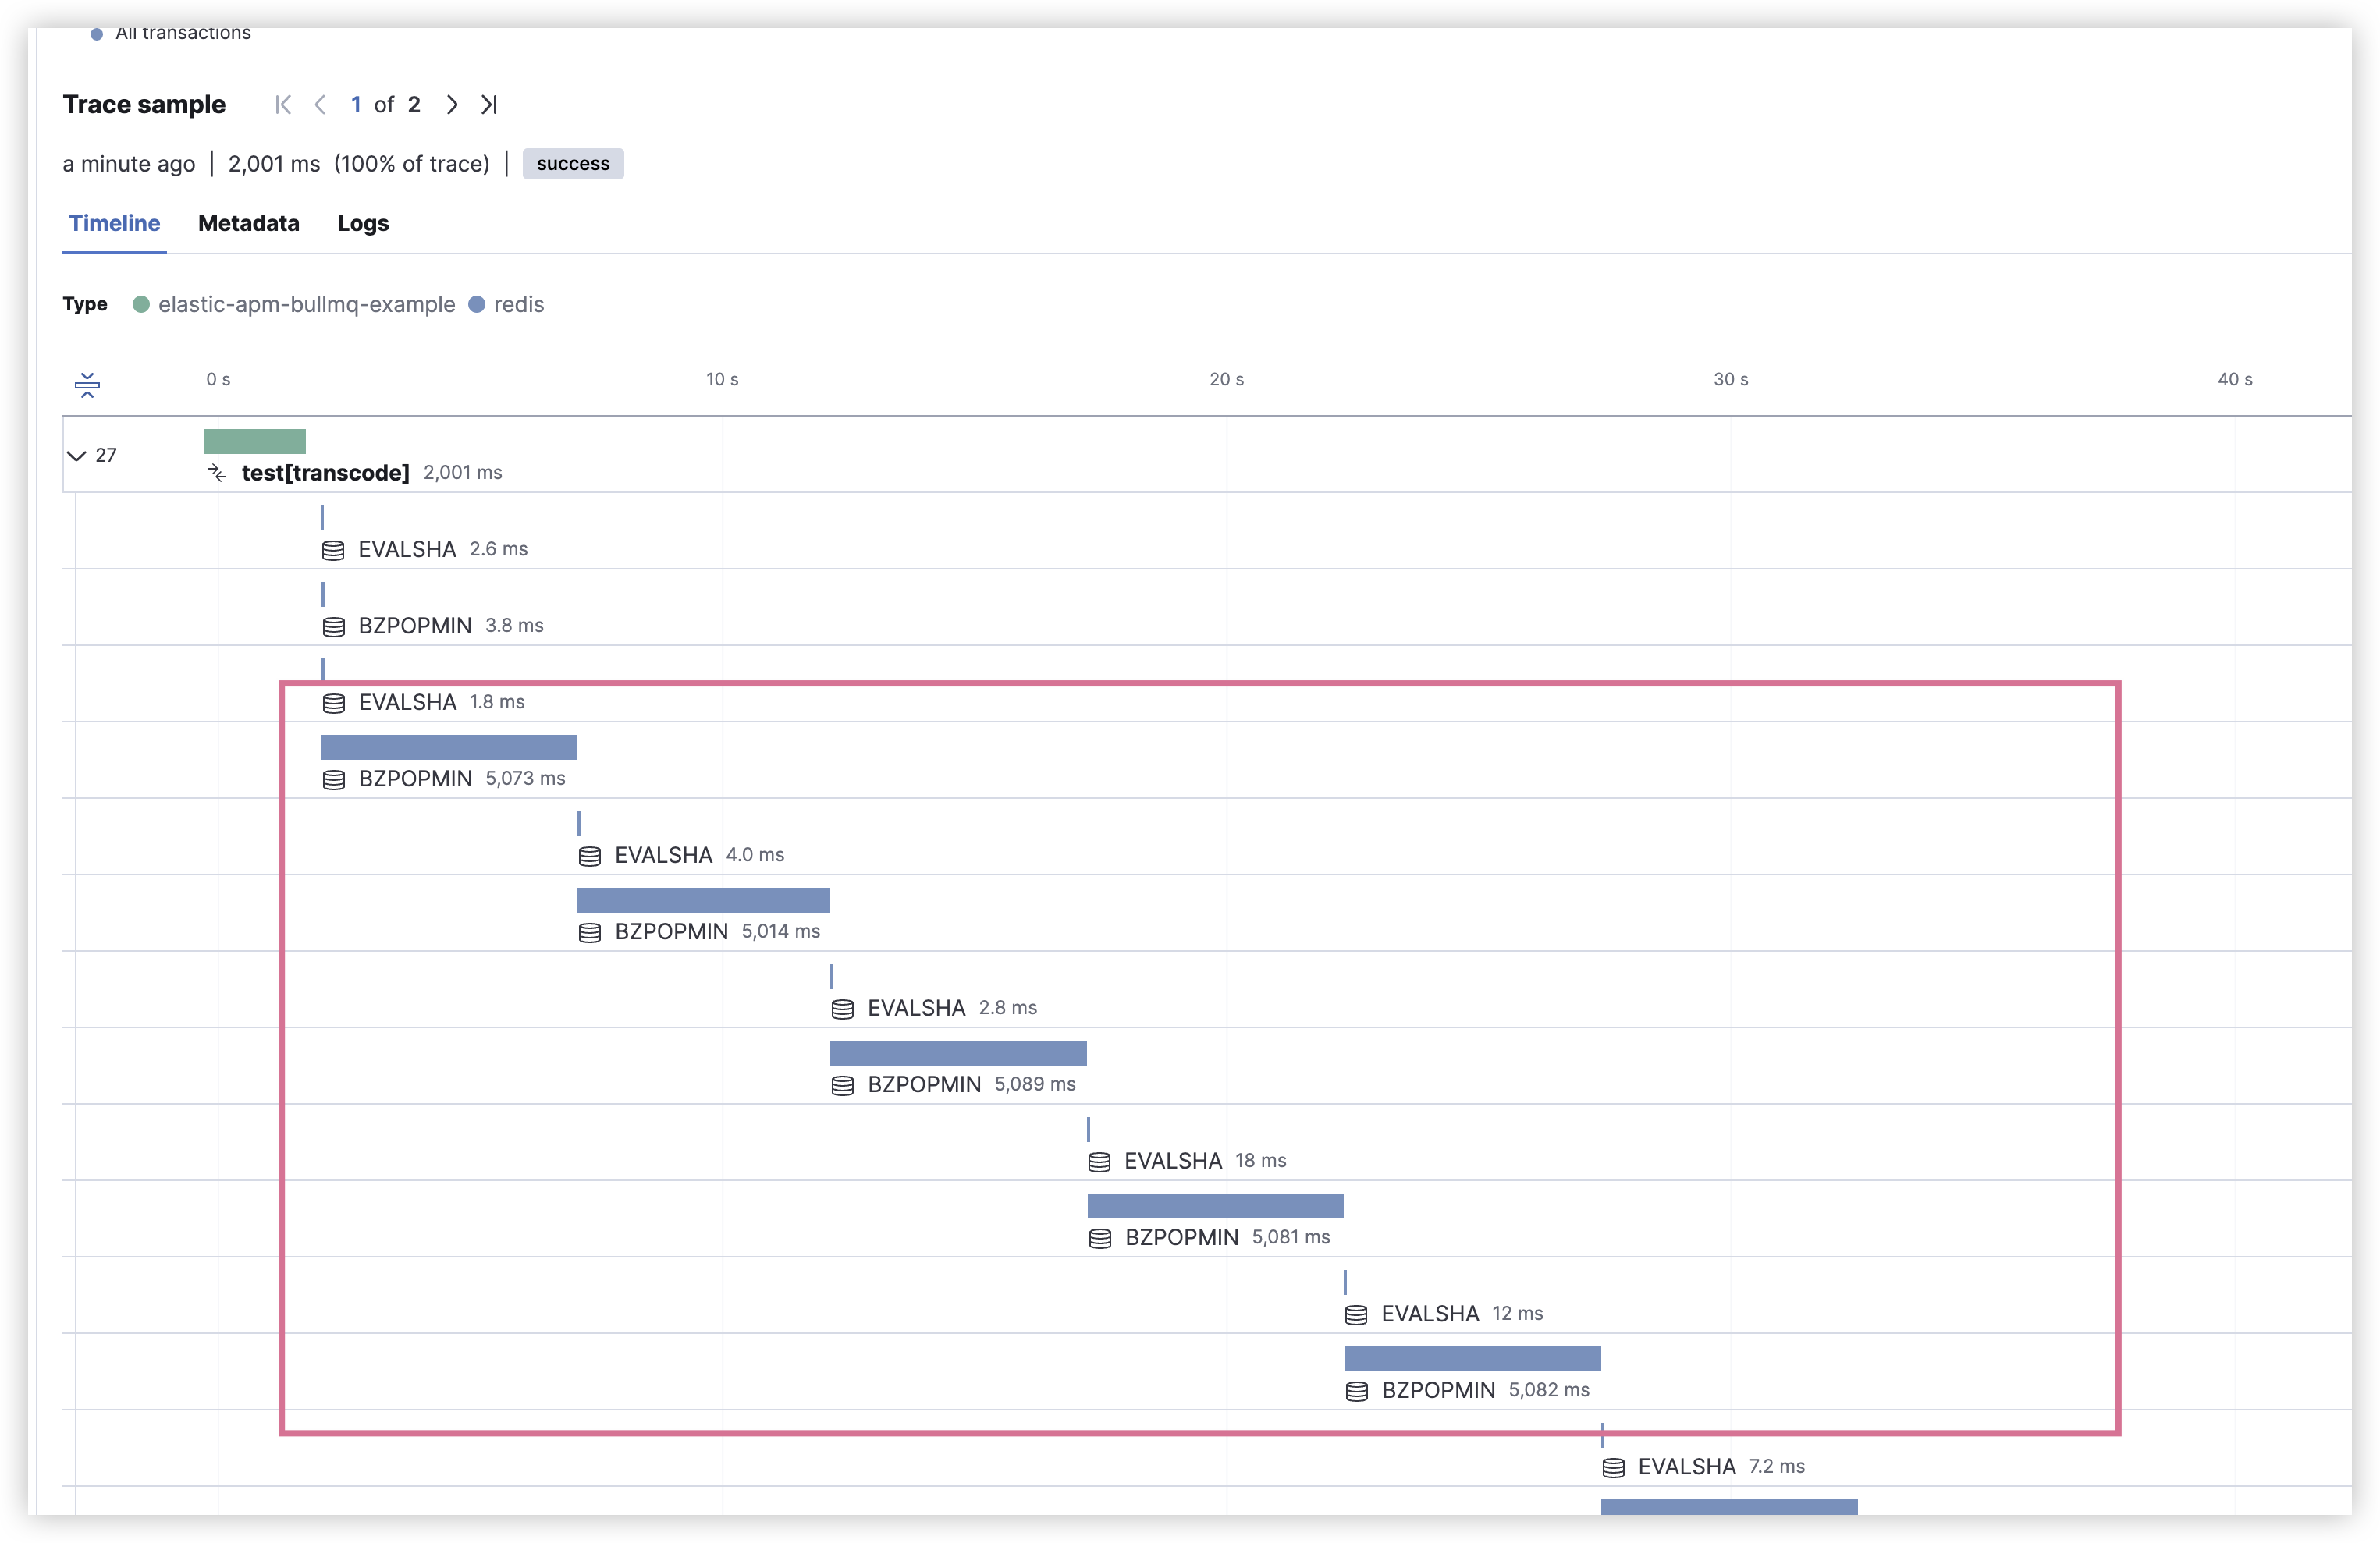 All transactions
Trace sample 1 of 2
a minute ago | 2,001 ms (100% of trace) | success
Timeline Metadata Logs
Type elastic-apm-bullmq-example redis
0 s 10 s 20 s 30 s 40 s
27
test[transcode] 2,001 ms
EVALSHA 2.6 ms
BZPOPMIN 3.8 ms
EVALSHA 1.8 ms
BZPOPMIN 5,073 ms
EVALSHA 4.0 ms
BZPOPMIN 5,014 ms
EVALSHA 2.8 ms
BZPOPMIN 5,089 ms
EVALSHA 18 ms
BZPOPMIN 5,081 ms
EVALSHA 12 ms
BZPOPMIN 5,082 ms
EVALSHA 7.2 ms